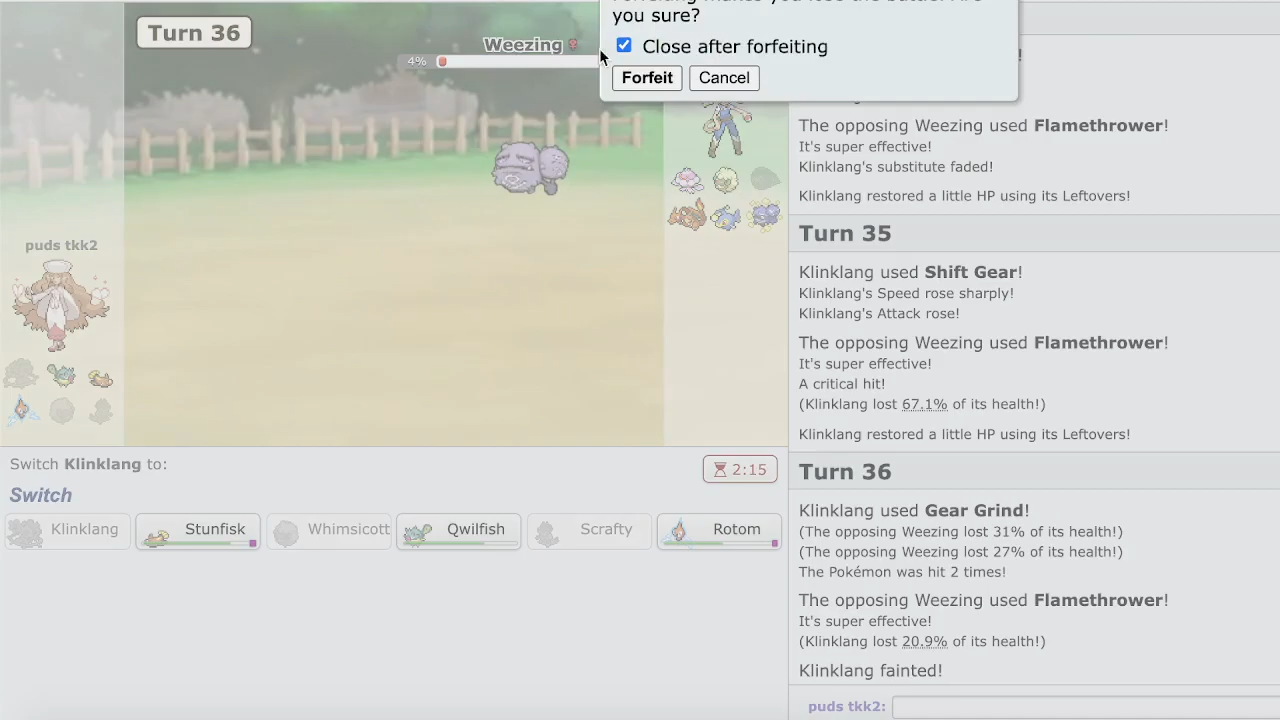 Turn 36
Weezing
4%
you sure?
Close after forfeiting
Forfeit
Cancel
puds tkk2
Switch Klinklang to:
2:15
Switch
Klinklang
Stunfisk
Whimsicott
Qwilfish
Scrafty
Rotom
The opposing Weezing used Flamethrower!
It's super effective!
Klinklang's substitute faded!
Klinklang restored a little HP using its Leftovers!
Turn 35
Klinklang used Shift Gear!
Klinklang's Speed rose sharply!
Klinklang's Attack rose!
The opposing Weezing used Flamethrower!
It's super effective!
A critical hit!
(Klinklang lost 67.1% of its health!)
Klinklang restored a little HP using its Leftovers!
Turn 36
Klinklang used Gear Grind!
(The opposing Weezing lost 31% of its health!)
(The opposing Weezing lost 27% of its health!)
The Pokémon was hit 2 times!
The opposing Weezing used Flamethrower!
It's super effective!
(Klinklang lost 20.9% of its health!)
Klinklang fainted!
puds tkk2: